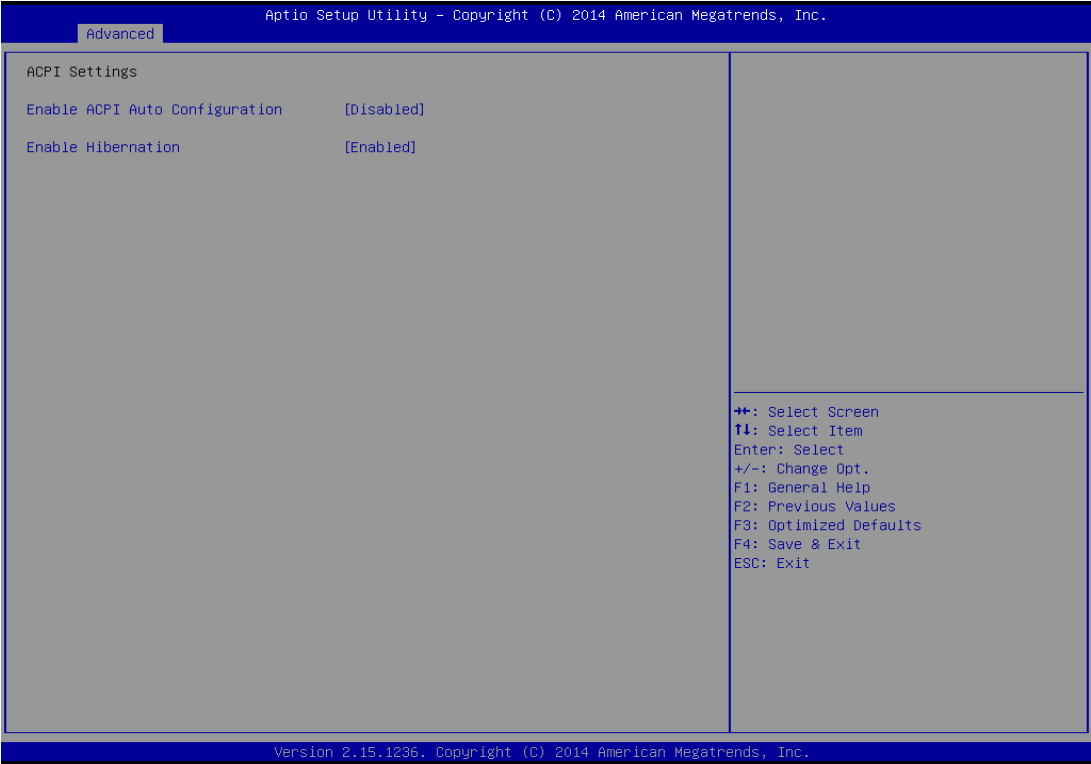 Aptio Setup Utility – Copyright (C) 2014 American Megatrends, Inc.
Advanced
ACPI Settings
Enable ACPI Auto Configuration [Disabled]
Enable Hibernation [Enabled]
→←: Select Screen
↑↓: Select Item
Enter: Select
+/-: Change Opt.
F1: General Help
F2: Previous Values
F3: Optimized Defaults
F4: Save & Exit
ESC: Exit
Version 2.15.1236. Copyright (C) 2014 American Megatrends, Inc.